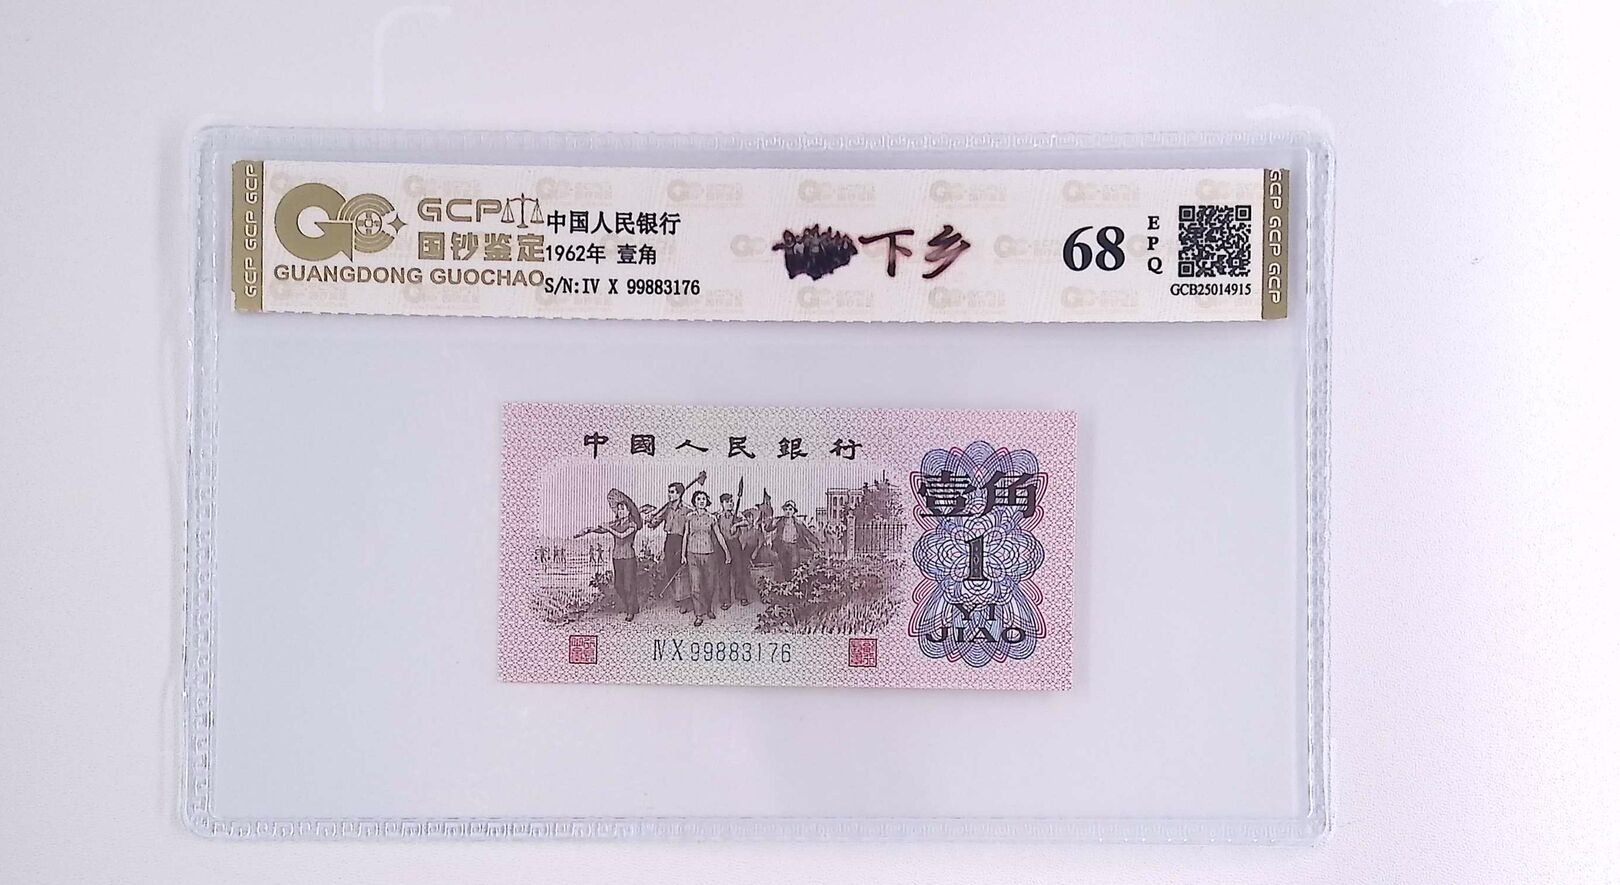 GCP GCP GCP
GCP
国钞鉴定
GUANGDONG GUOCHAO
中国人民银行
1962年 壹角
S/N:IV X 99883176
下乡
68
EPQ
GCB25014915
GCP GCP GCP
中國人民銀行
壹角
1
YI
JIAO
IV X 99883176